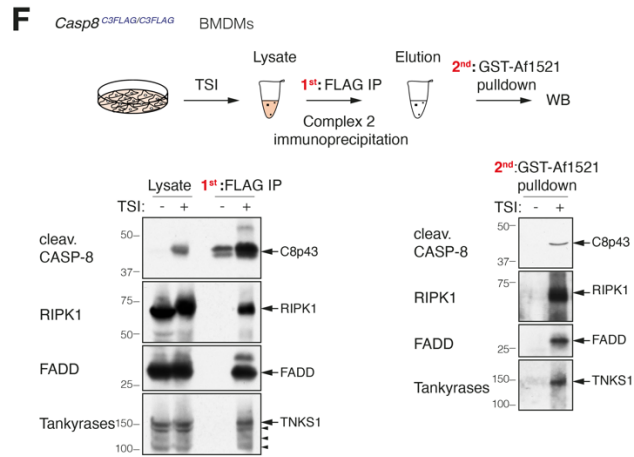 F
Casp8 C3FLAG/C3FLAG BMDMs
Lysate
Elution
TSI
1st:FLAG IP
2nd:GST-Af1521
pulldown
WB
Complex 2
immunoprecipitation
Lysate 1st:FLAG IP
TSI: - + - +
cleav.
CASP-8
50
37
C8p43
RIPK1
75
50
RIPK1
FADD
25
FADD
Tankyrases
150
100
TNKS1
2nd:GST-Af1521
pulldown
TSI: - +
cleav.
CASP-8
50
37
C8p43
RIPK1
75
50
RIPK1
FADD
25
FADD
Tankyrases
150
100
TNKS1